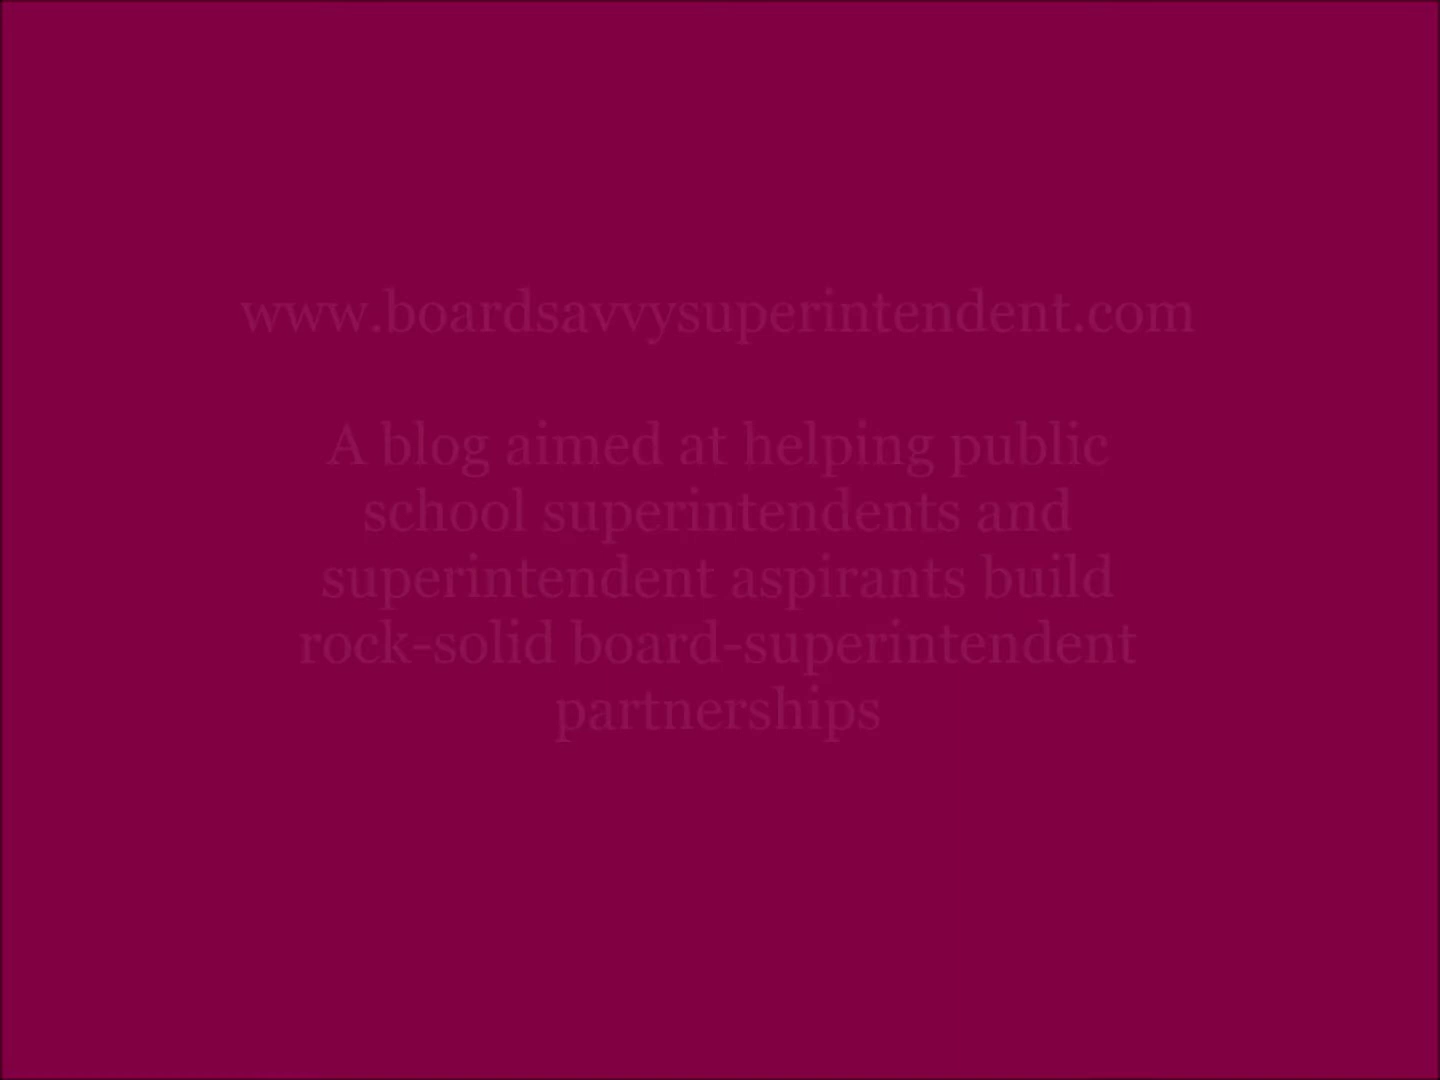 www.boardsavvysuperintendent.com
A blog aimed at helping public
school superintendents and
superintendent aspirants build
rock-solid board-superintendent
partnerships